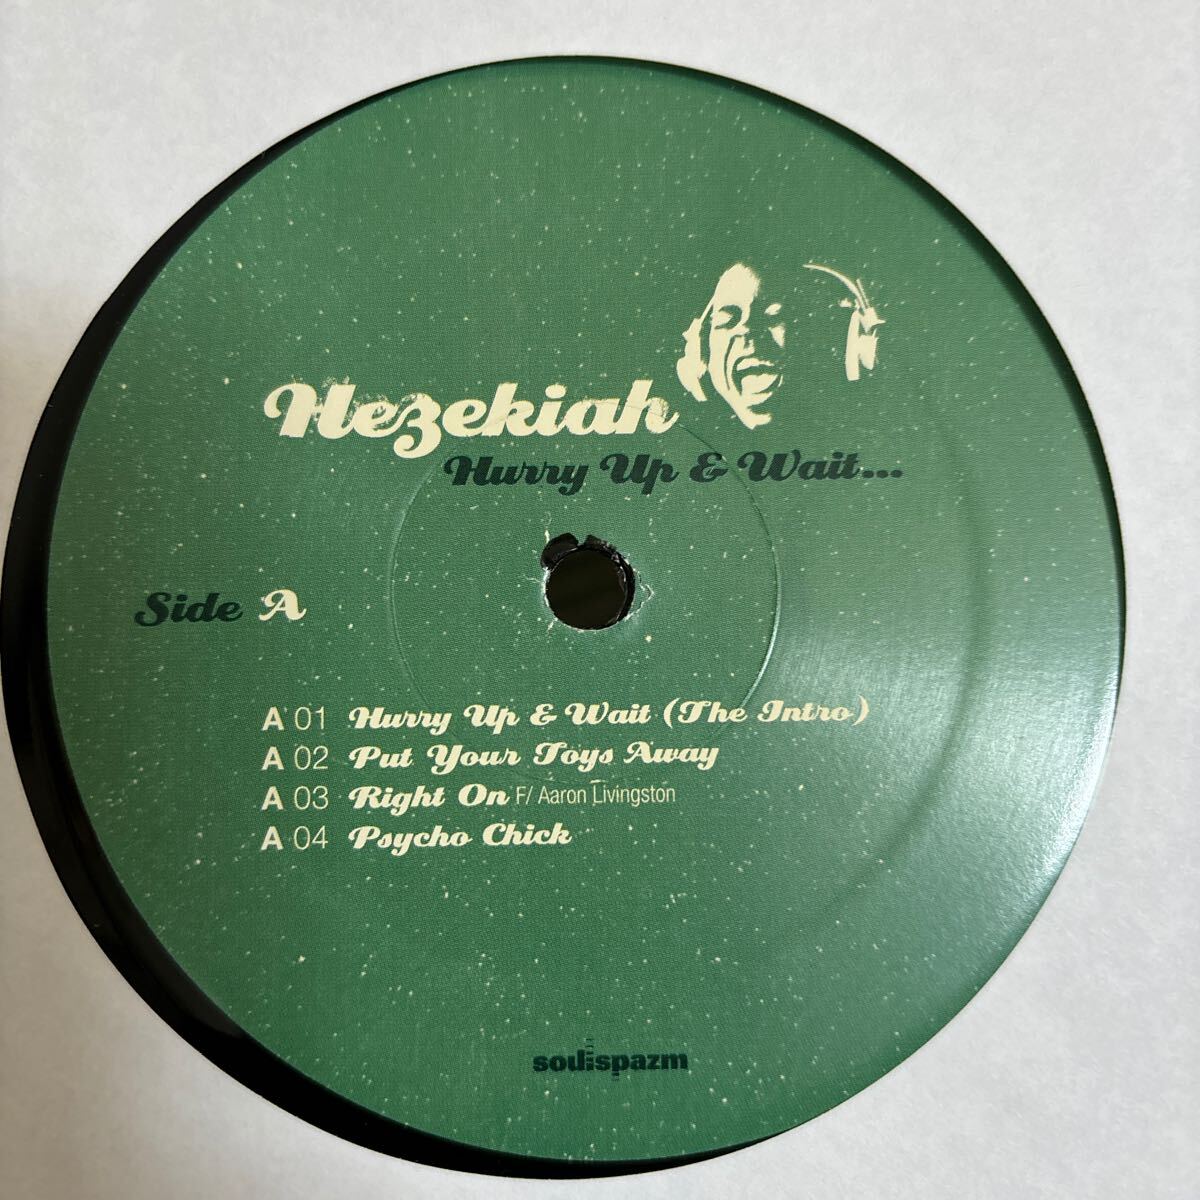 Hezekiah
Hurry Up & Wait...
Side A
A 01 Hurry Up & Wait (The Intro)
A 02 Put Your Toys Away
A 03 Right On F/ Aaron Livingston
A 04 Psycho Chick
soulspazm